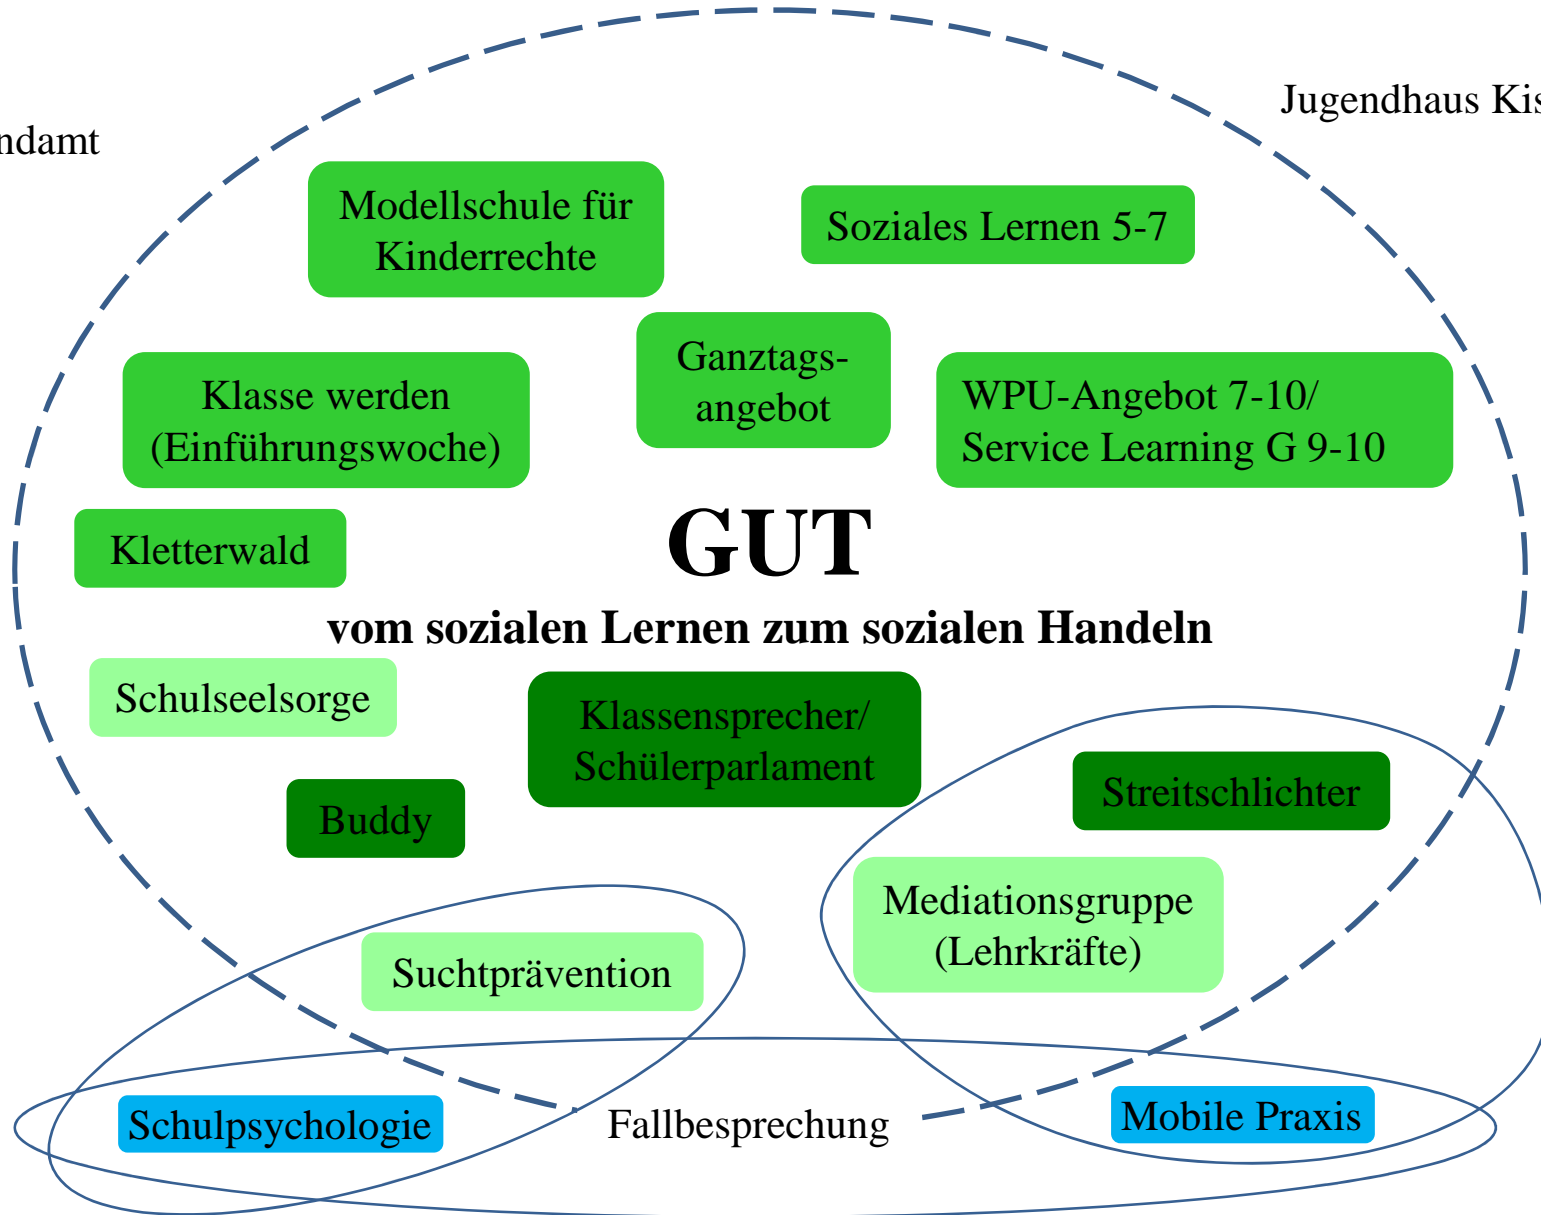 Jugendhaus
Modellschule für
Kinderrechte
Soziales Lernen 5-7
Ganztags-
angebot
Klasse werden
(Einführungswoche)
WPU-Angebot 7-10/
Service Learning G 9-10
Kletterwald
GUT
vom sozialen Lernen zum sozialen Handeln
Schulseelsorge
Klassensprecher/
Schülerparlament
Streitschlichter
Buddy
Mediationsgruppe
(Lehrkräfte)
Suchtprävention
Schulpsychologie
Fallbesprechung
Mobile Praxis